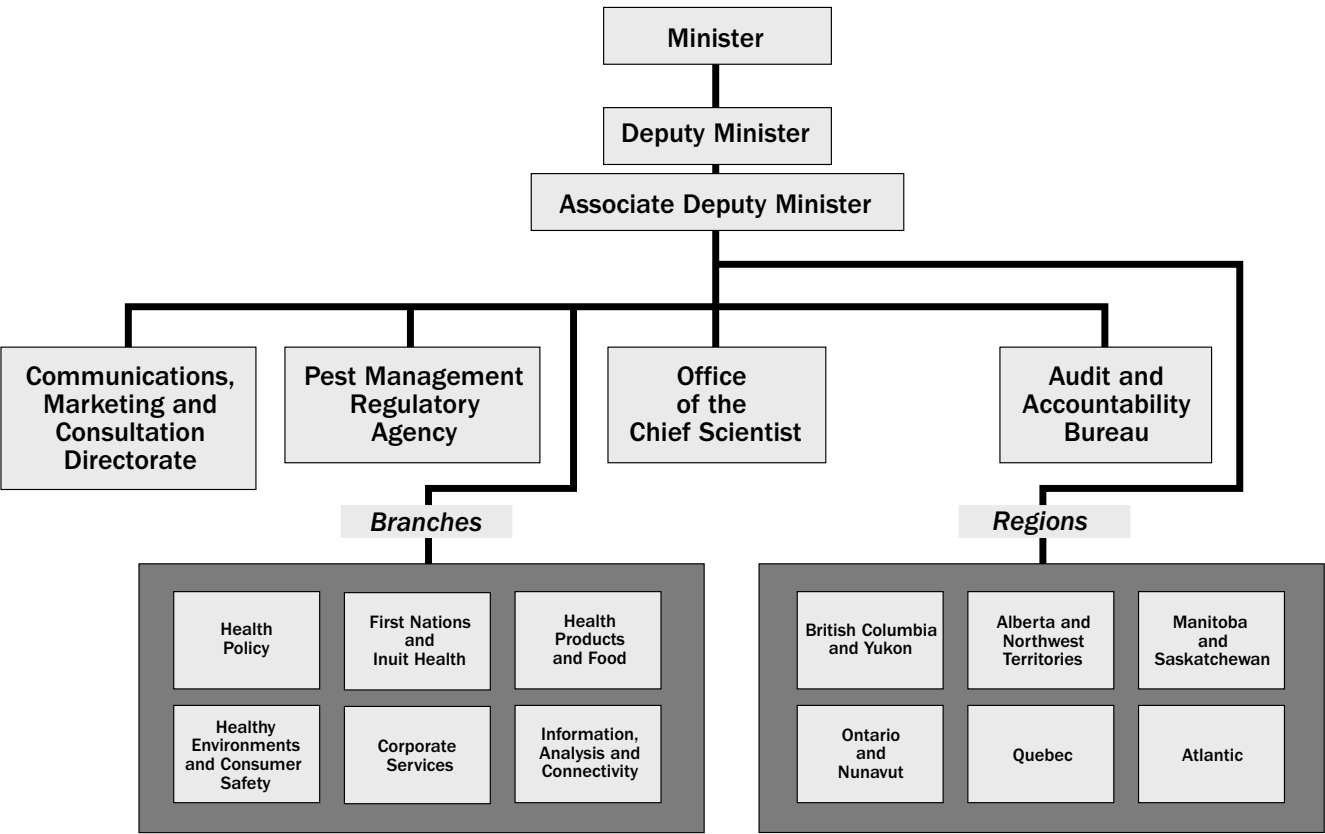 Minister
Deputy Minister
Associate Deputy Minister
Communications,
Marketing and
Consultation
Directorate
Pest Management
Regulatory
Agency
Office
of the
Chief Scientist
Audit and
Accountability
Bureau
Branches
Health
Policy
First Nations
and
Inuit Health
Health
Products
and Food
Healthy
Environments
and Consumer
Safety
Corporate
Services
Information,
Analysis and
Connectivity
Regions
British Columbia
and Yukon
Alberta and
Northwest
Territories
Manitoba
and
Saskatchewan
Ontario
and
Nunavut
Quebec
Atlantic